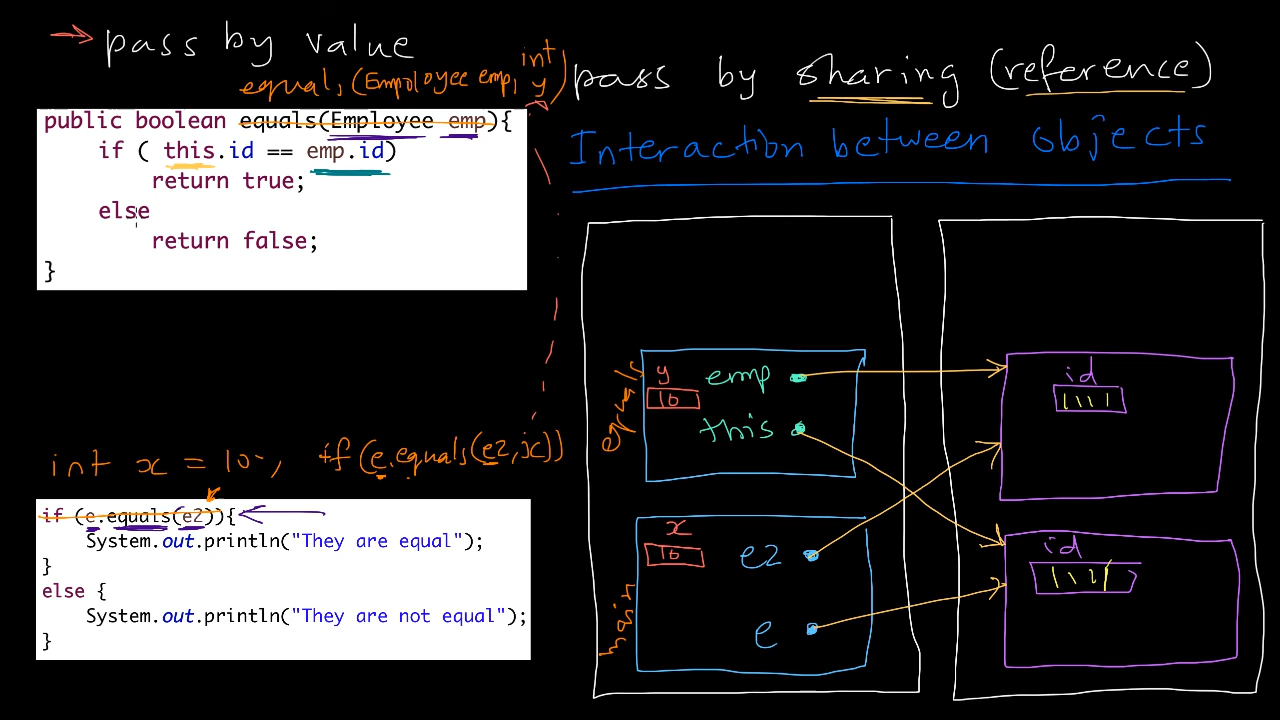 → pass by value
equal, (Employee emp, int y)
public boolean equals(Employee emp){
if ( this.id == emp.id)
return true;
else
return false;
}
int x = 10, if (e.equals(e2,x))
if (e.equals(e2)){
System.out.println("They are equal");
}
else {
System.out.println("They are not equal");
}
pass by sharing (reference)
Interaction between objects
equals
y
10
emp
this
main
x
10
e2
e
id
1111
id